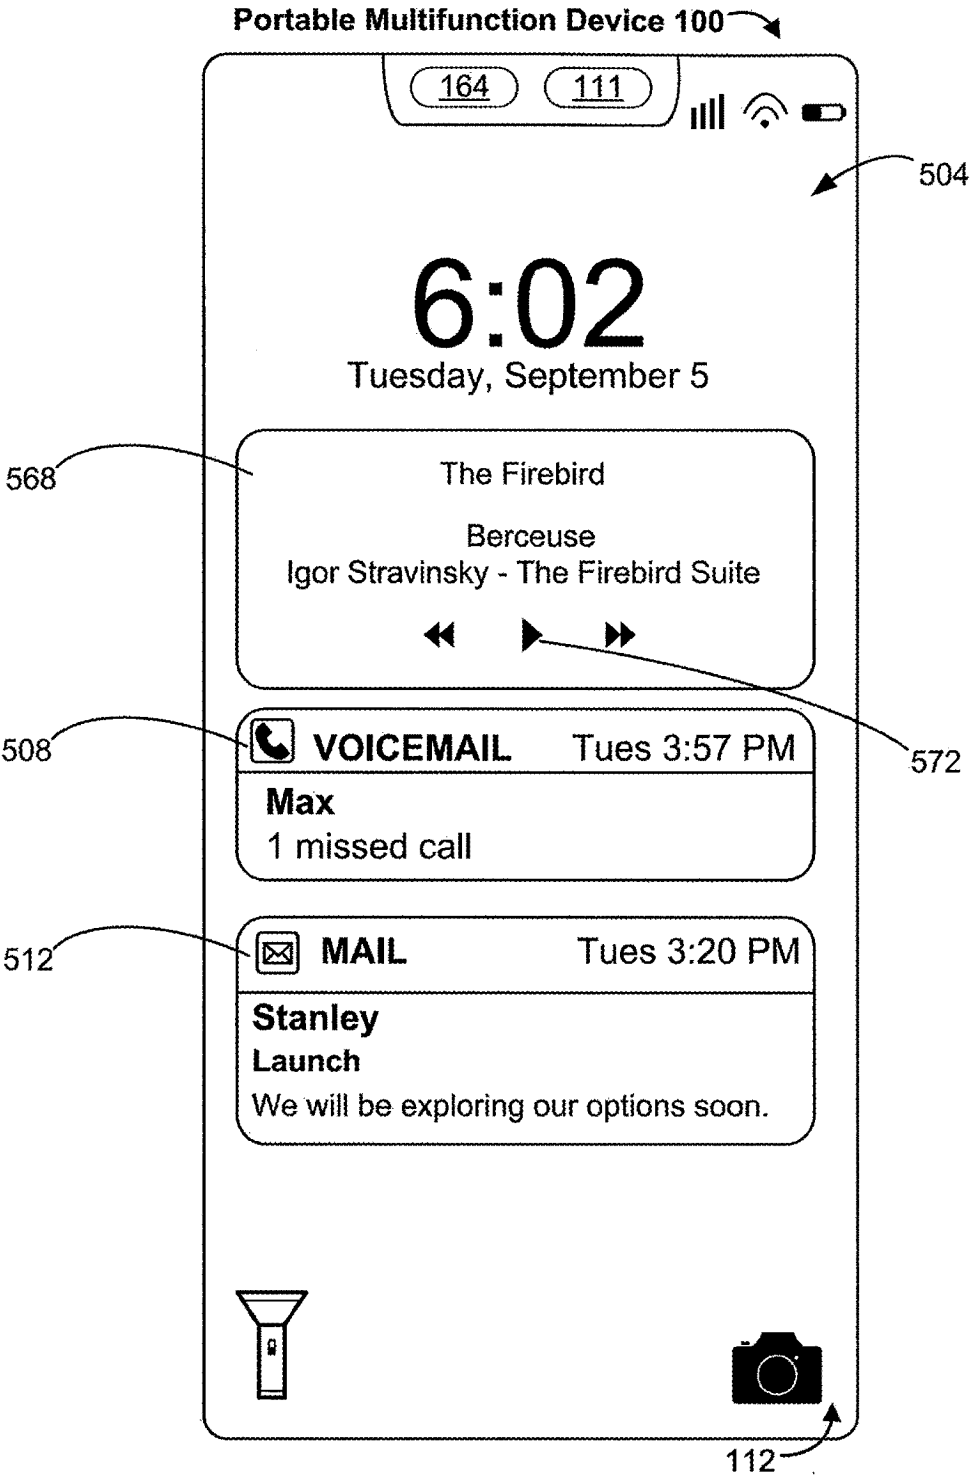 Portable Multifunction Device 100
164 111
504
6:02
Tuesday, September 5
568
The Firebird
Berceuse
Igor Stravinsky - The Firebird Suite
508
VOICEMAIL Tues 3:57 PM
572
Max
1 missed call
512
MAIL Tues 3:20 PM
Stanley
Launch
We will be exploring our options soon.
112